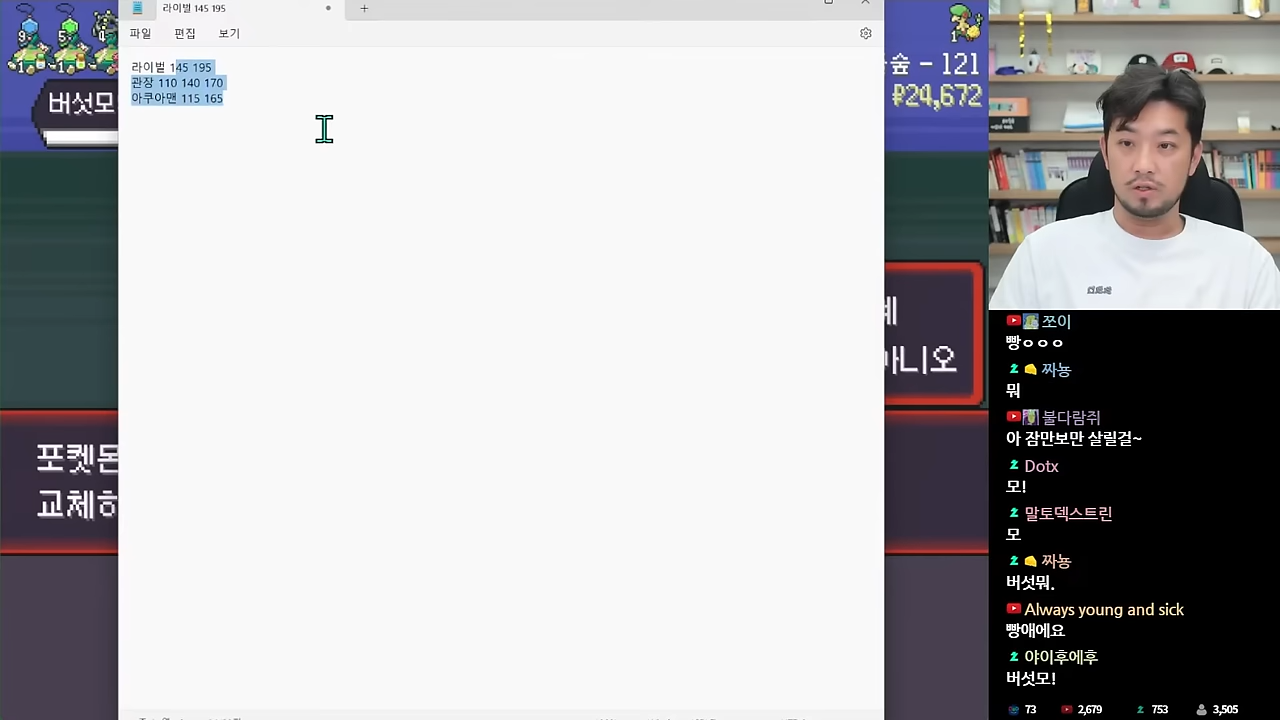 라이벌 145 195
파일 편집 보기
라이벌 145 195
관장 110 140 170
아쿠아맨 115 165
버섯모
숲 - 121
₽24,672
아니오
포켓몬
교체하
쪼이
빵ㅇㅇㅇ
짜뇽
뭐
불다람쥐
아 잠만보만 살릴걸~
Dotx
모!
말토덱스트린
모
짜뇽
버섯뭐.
Always young and sick
빵애에요
야이후에후
버섯모!
73 2,679 753 3,505